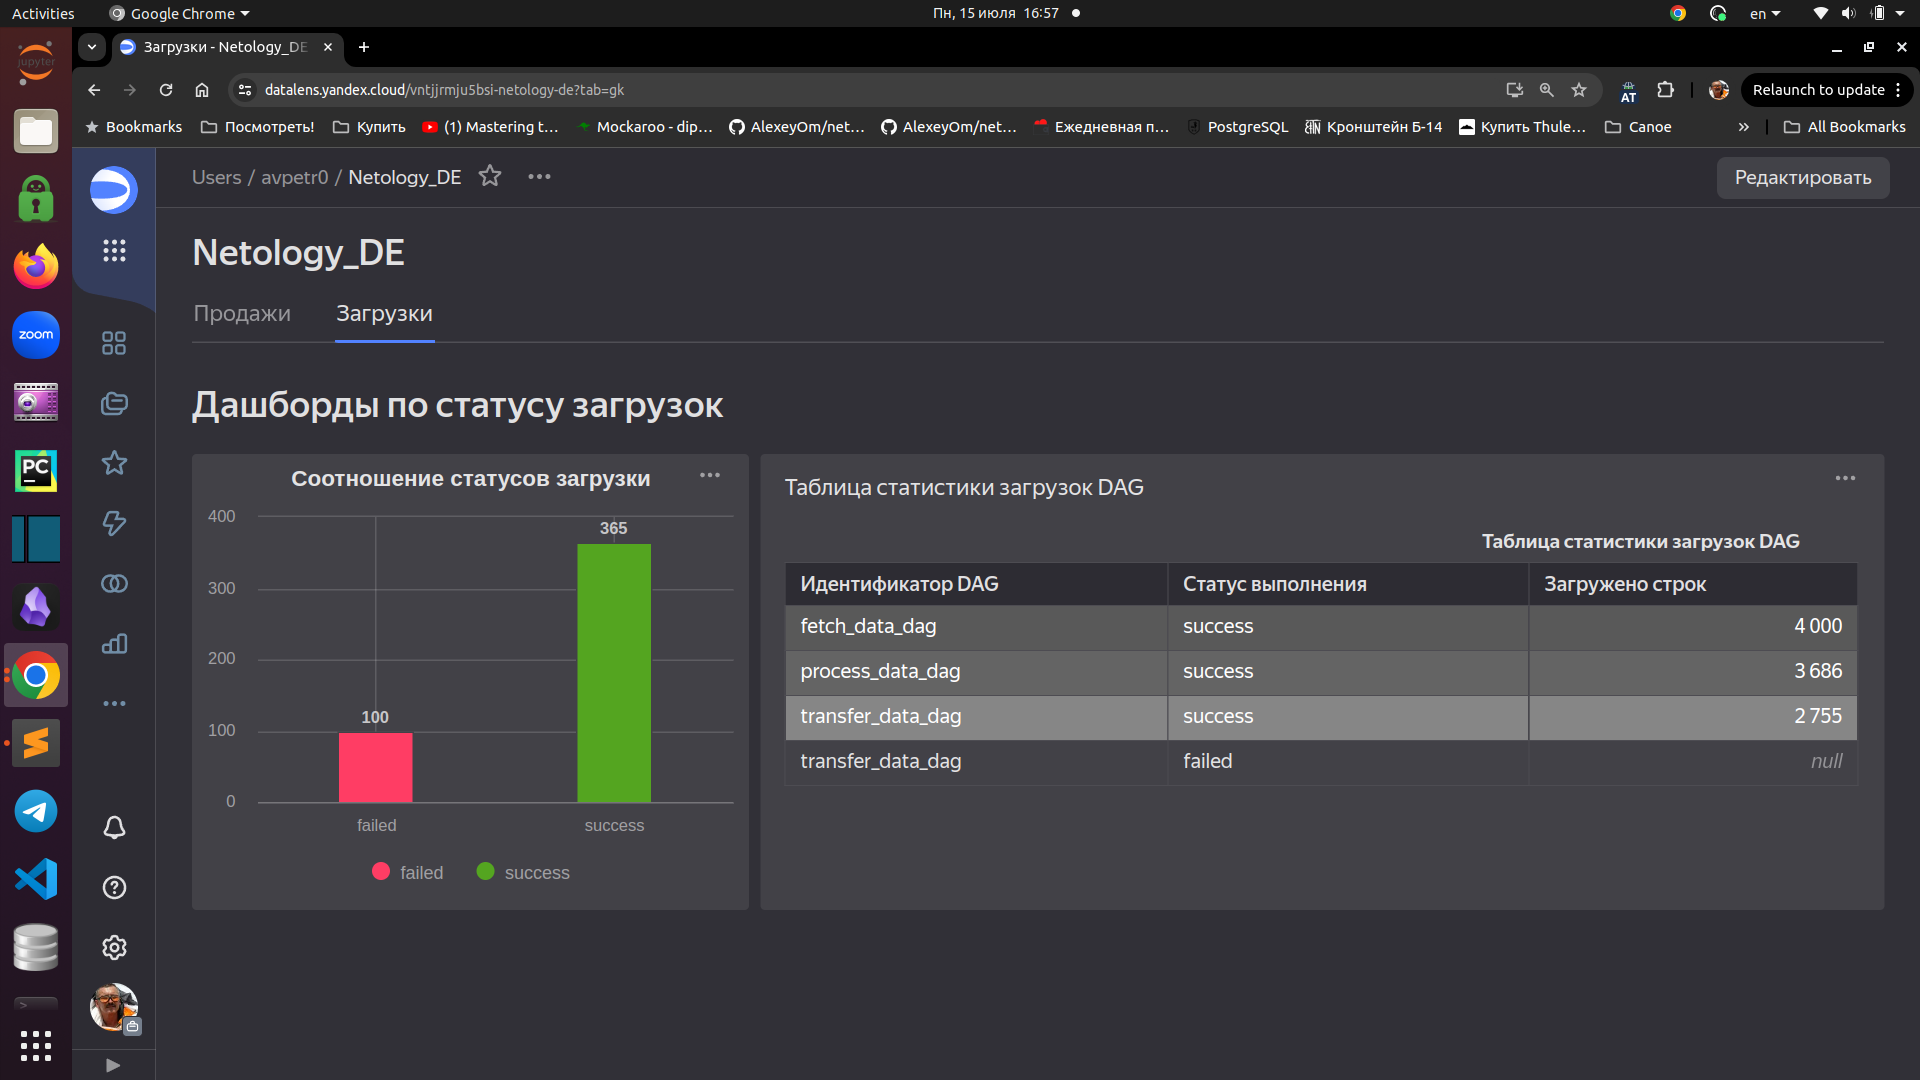 Activities
Google Chrome
Пн, 15 июля 16:57
en
Загрузки - Netology_DE
datalens.yandex.cloud/vntjjrmju5bsi-netology-de?tab=gk
AT
Relaunch to update
Bookmarks
Посмотреть!
Купить
(1) Mastering t…
Mockaroo - dip…
AlexeyOm/net…
AlexeyOm/net…
Ежедневная п…
PostgreSQL
Кронштейн Б-14
Купить Thule…
Canoe
All Bookmarks
jupyter
zoom
PC
Users / avpetr0 / Netology_DE
Редактировать
Netology_DE
Продажи
Загрузки
Дашборды по статусу загрузок
Соотношение статусов загрузки
400
300
200
100
0
100
365
failed
success
failed
success
Таблица статистики загрузок DAG
Таблица статистики загрузок DAG
Идентификатор DAG Статус выполнения Загружено строк
fetch_data_dag success 4 000
process_data_dag success 3 686
transfer_data_dag success 2 755
transfer_data_dag failed null